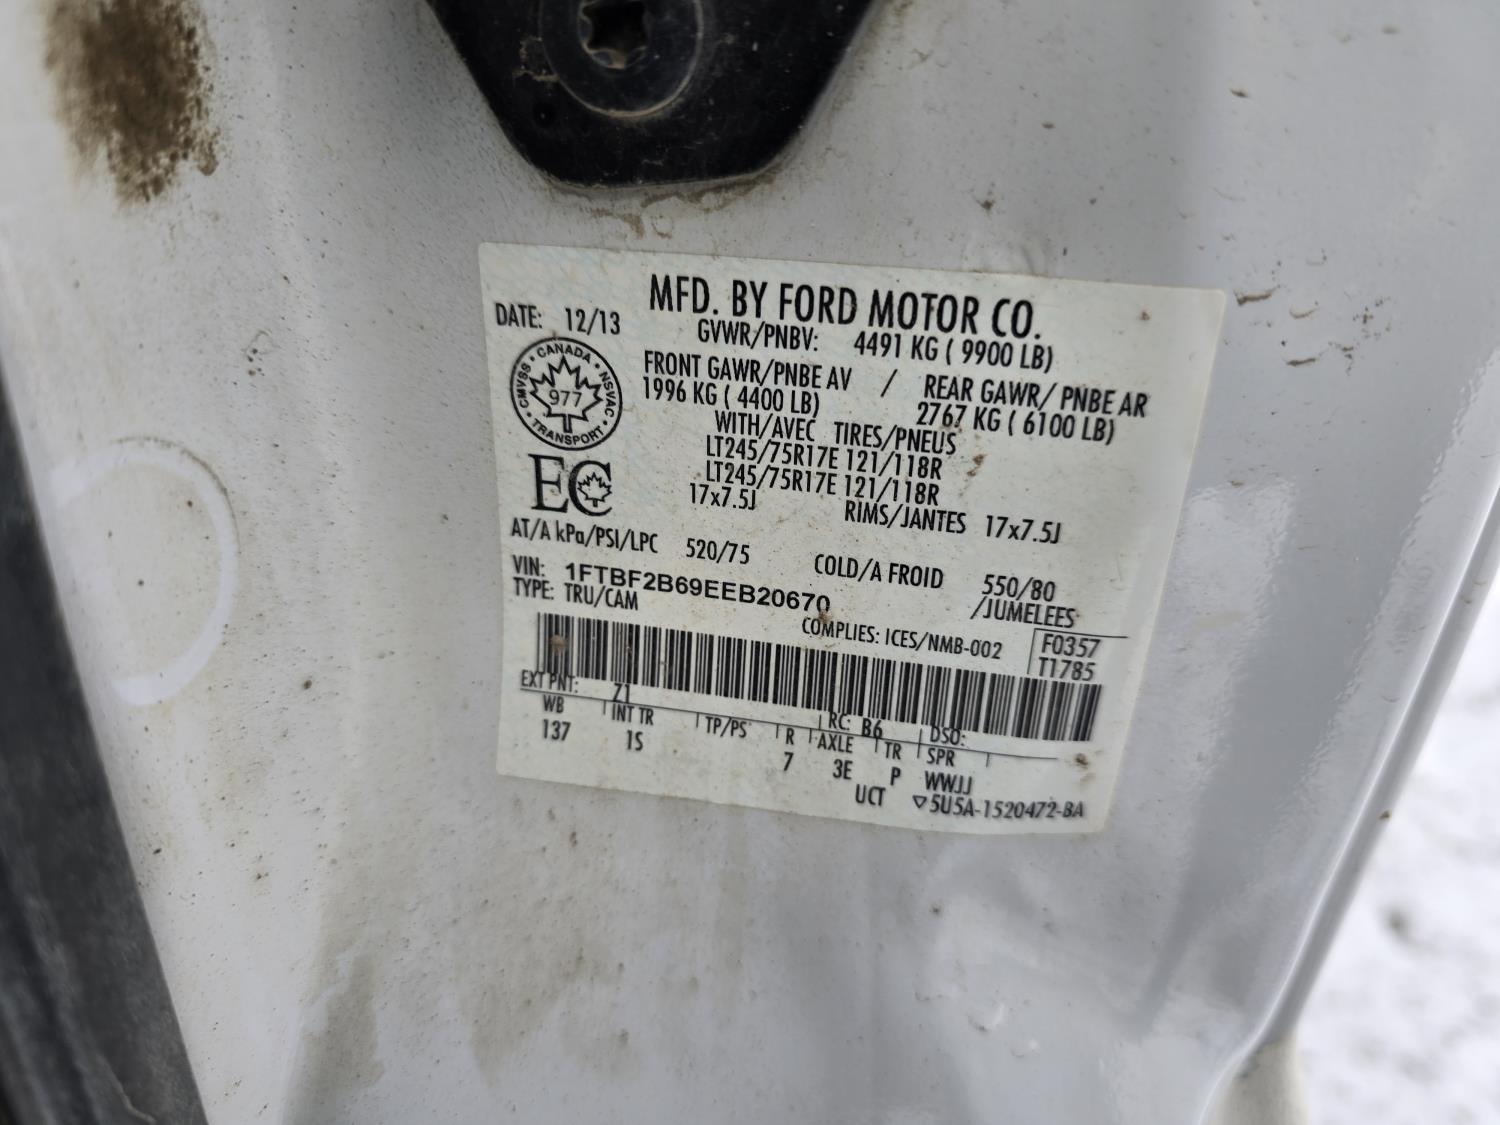 MFD. BY FORD MOTOR CO.
DATE: 12/13
GVWR/PNBV: 4491 KG ( 9900 LB)
FRONT GAWR/PNBE AV / REAR GAWR/ PNBE AR
1996 KG ( 4400 LB) 2767 KG ( 6100 LB)
WITH/AVEC TIRES/PNEUS
LT245/75R17E 121/118R
LT245/75R17E 121/118R
17x7.5J RIMS/JANTES 17x7.5J
CANADA • NSVAC • TRANSPORT • CMVSS •
977
EC
AT/A kPa/PSI/LPC 520/75 COLD/A FROID 550/80
VIN: 1FTBF2B69EEB20670 /JUMELEES
TYPE: TRU/CAM
COMPLIES: ICES/NMB-002
F0357
T1785
EXT PNT: Z1 RC: B6 DSO:
WB INT TR TP/PS R AXLE TR SPR
137 1S 7 3E P WWJJ
UCT ▽5U5A-1520472-BA